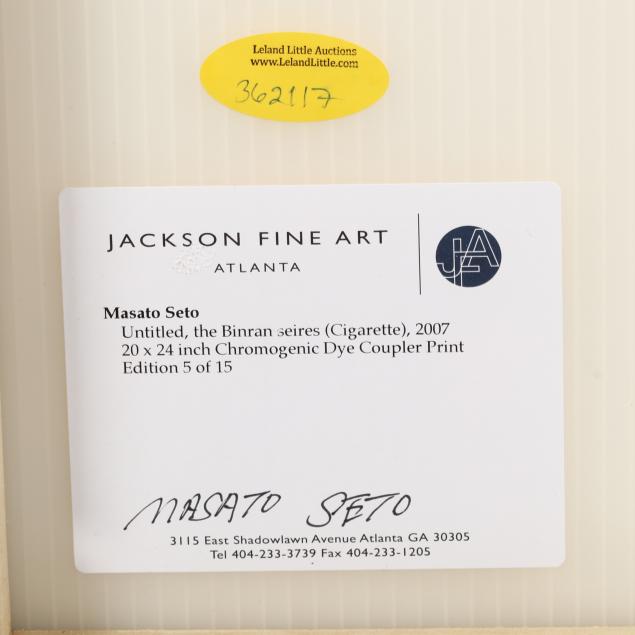 Leland Little Auctions
www.LelandLittle.com
362117
JACKSON FINE ART
ATLANTA
JFA
Masato Seto
Untitled, the Binran seires (Cigarette), 2007
20 x 24 inch Chromogenic Dye Coupler Print
Edition 5 of 15
MASATO SETO
3115 East Shadowlawn Avenue Atlanta GA 30305
Tel 404-233-3739 Fax 404-233-1205